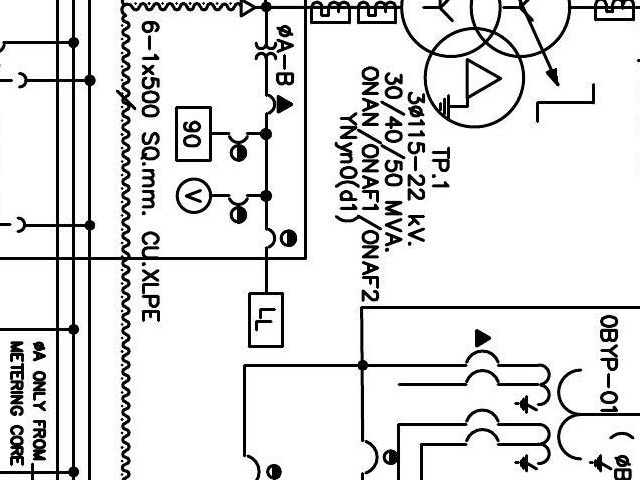 TP.1
3ø115-22 kV.
30/40/50 MVA.
ONAN/ONAF1/ONAF2
YNyn0(d1)
øA-B
90
V
LL
6-1x500 SQ.mm. CU.XLPE
0BYP-01
( øB
øA ONLY FROM
METERING CORE